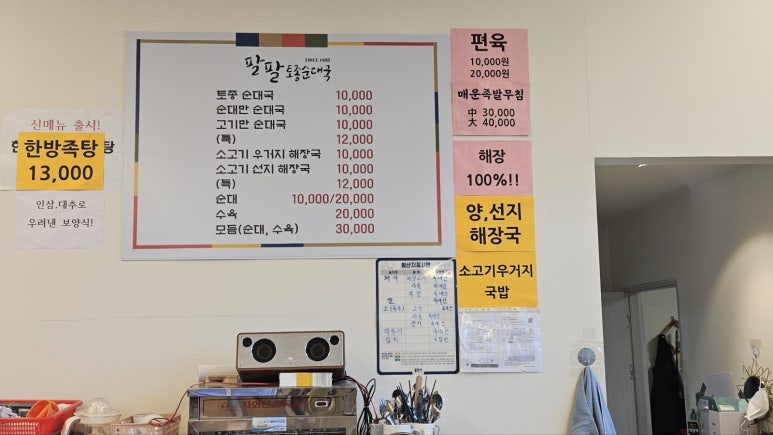 신메뉴 출시!
한방족탕
13,000
인삼,대추로
우려낸 보양식!
팔팔 토종순대국
SINCE 1988
토종 순대국 10,000
순대만 순대국 10,000
고기만 순대국 10,000
(특) 12,000
소고기 우거지 해장국 10,000
소고기 선지 해장국 10,000
(특) 12,000
순대 10,000/20,000
수육 20,000
모듬(순대, 수육) 30,000
편육
10,000원
20,000원
매운족발무침
中 30,000
大 40,000
해장
100%!!
양,선지
해장국
소고기우거지
국밥
원산지표시판
쌀
깍두기